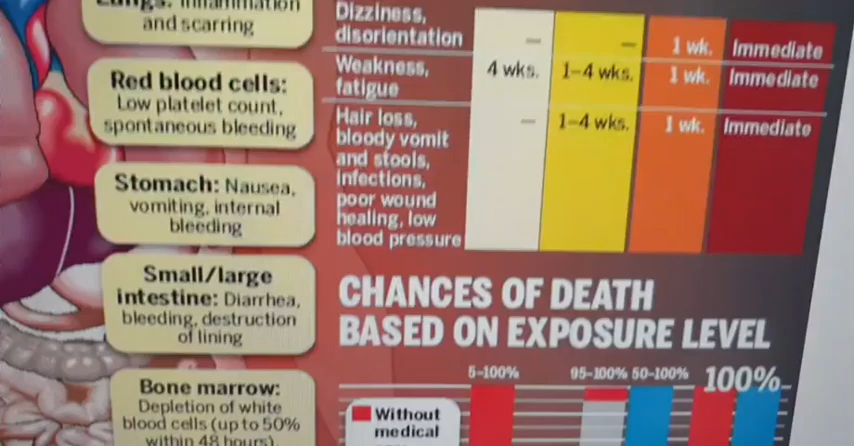 Lungs: Inflammation
and scarring
Red blood cells:
Low platelet count,
spontaneous bleeding
Stomach: Nausea,
vomiting, internal
bleeding
Small/large
intestine: Diarrhea,
bleeding, destruction
of lining
Bone marrow:
Depletion of white
blood cells (up to 50%
within 48 hours).
Dizziness,
disorientation
— — 1 wk. Immediate
Weakness,
fatigue
4 wks. 1–4 wks. 1 wk. Immediate
Hair loss,
bloody vomit
and stools,
infections,
poor wound
healing, low
blood pressure
— 1–4 wks. 1 wk. Immediate
CHANCES OF DEATH
BASED ON EXPOSURE LEVEL
5-100% 95-100% 50-100% 100%
Without
medical